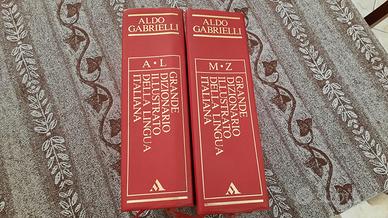 ALDO
GABRIELLI
A•L
GRANDE
DIZIONARIO
ILLUSTRATO
DELLA LINGUA
ITALIANA
ALDO
GABRIELLI
M•Z
GRANDE
DIZIONARIO
ILLUSTRATO
DELLA LINGUA
ITALIANA